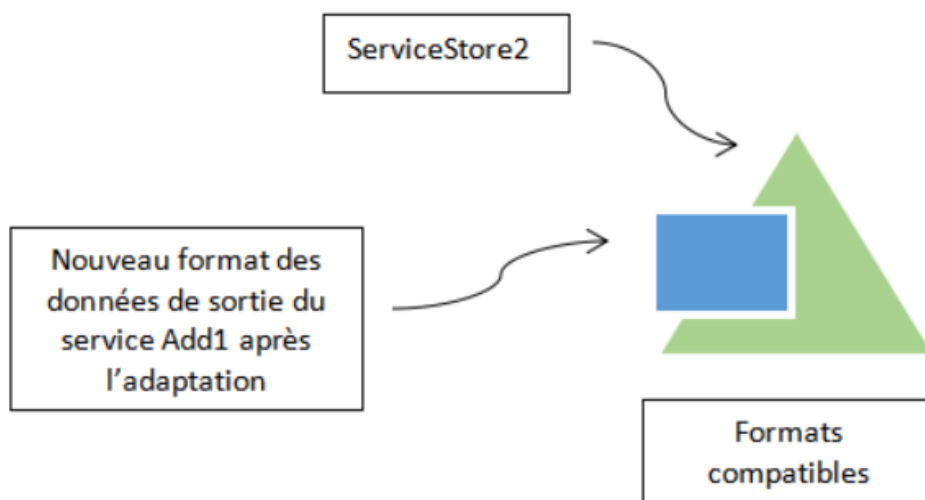 ServiceStore2
Nouveau format des
données de sortie du
service Add1 après
l’adaptation
Formats
compatibles